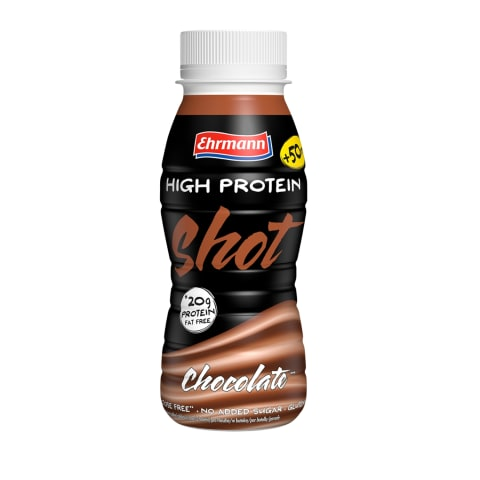 Ehrmann
+50
HIGH PROTEIN
Shot
*20g
PROTEIN
FAT FREE
Chocolate
FREE** . NO ADDED SUGAR .